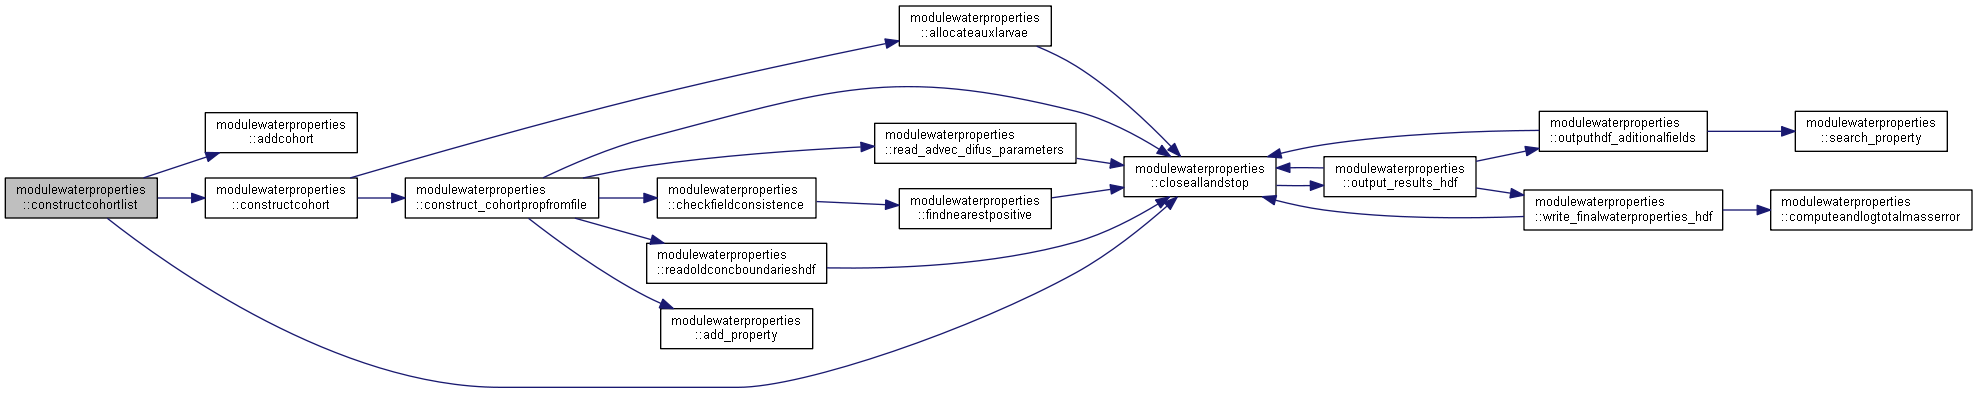 modulewaterproperties
::constructcohortlist
modulewaterproperties
::addcohort
modulewaterproperties
::constructcohort
modulewaterproperties
::construct_cohortpropfromfile
modulewaterproperties
::allocateauxlarvae
modulewaterproperties
::read_advec_difus_parameters
modulewaterproperties
::checkfieldconsistence
modulewaterproperties
::findnearestpositive
modulewaterproperties
::readoldconcboundarieshdf
modulewaterproperties
::add_property
modulewaterproperties
::closeallandstop
modulewaterproperties
::output_results_hdf
modulewaterproperties
::outputhdf_aditionalfields
modulewaterproperties
::write_finalwaterproperties_hdf
modulewaterproperties
::search_property
modulewaterproperties
::computeandlogtotalmasserror